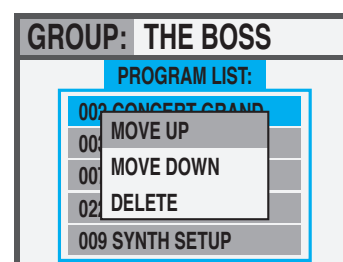 GROUP: THE BOSS
PROGRAM LIST:
002 CONCERT GRAND
MOVE UP
MOVE DOWN
DELETE
009 SYNTH SETUP